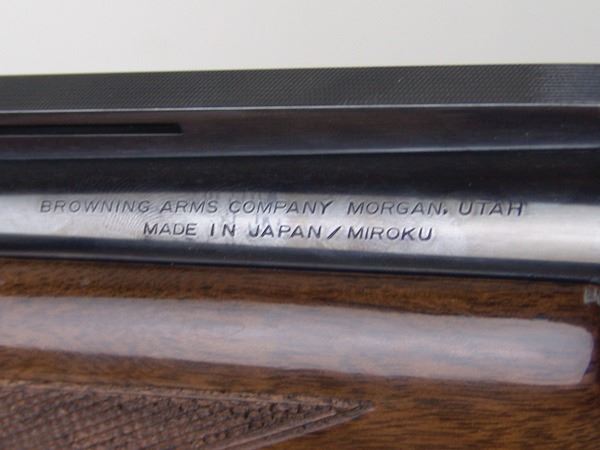 BROWNING ARMS COMPANY MORGAN, UTAH
MADE IN JAPAN/MIROKU